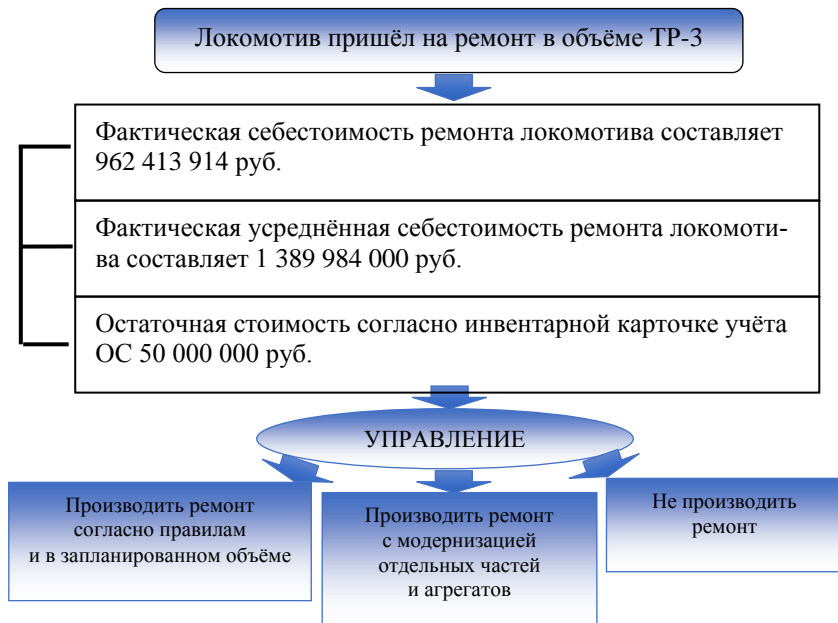 Локомотив пришёл на ремонт в объёме ТР-3
Фактическая себестоимость ремонта локомотива составляет
962 413 914 руб.
Фактическая усреднённая себестоимость ремонта локомоти-
ва составляет 1 389 984 000 руб.
Остаточная стоимость согласно инвентарной карточке учёта
ОС 50 000 000 руб.
УПРАВЛЕНИЕ
Производить ремонт
согласно правилам
и в запланированном объёме
Производить ремонт
с модернизацией
отдельных частей
и агрегатов
Не производить
ремонт